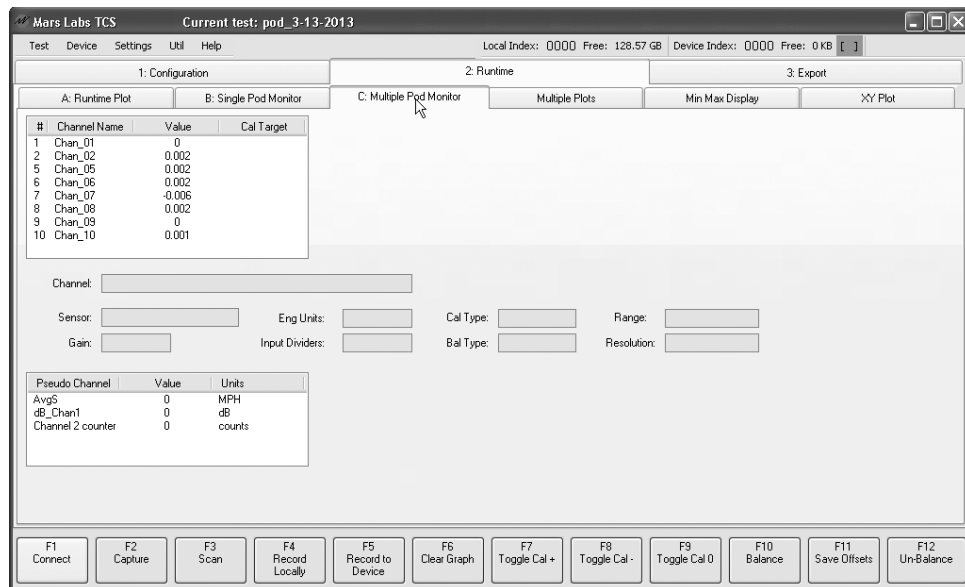 Mars Labs TCS Current test: pod_3-13-2013
Test Device Settings Util Help Local Index: 0000 Free: 128.57 GB Device Index: 0000 Free: 0 KB [ ]
1: Configuration 2: Runtime 3: Export
A: Runtime Plot B: Single Pod Monitor C: Multiple Pod Monitor Multiple Plots Min Max Display XY Plot
# Channel Name Value Cal Target
1 Chan_01 0
2 Chan_02 0.002
5 Chan_05 0.002
6 Chan_06 0.002
7 Chan_07 -0.006
8 Chan_08 0.002
9 Chan_09 0
10 Chan_10 0.001
Channel:
Sensor: Eng Units: Cal Type: Range:
Gain: Input Dividers: Bal Type: Resolution:
Pseudo Channel Value Units
AvgS 0 MPH
dB_Chan1 0 dB
Channel 2 counter 0 counts
F1 F2 F3 F4 F5 F6 F7 F8 F9 F10 F11 F12
Connect Capture Scan Record Record to Clear Graph Toggle Cal + Toggle Cal - Toggle Cal 0 Balance Save Offsets Un-Balance
Locally Device